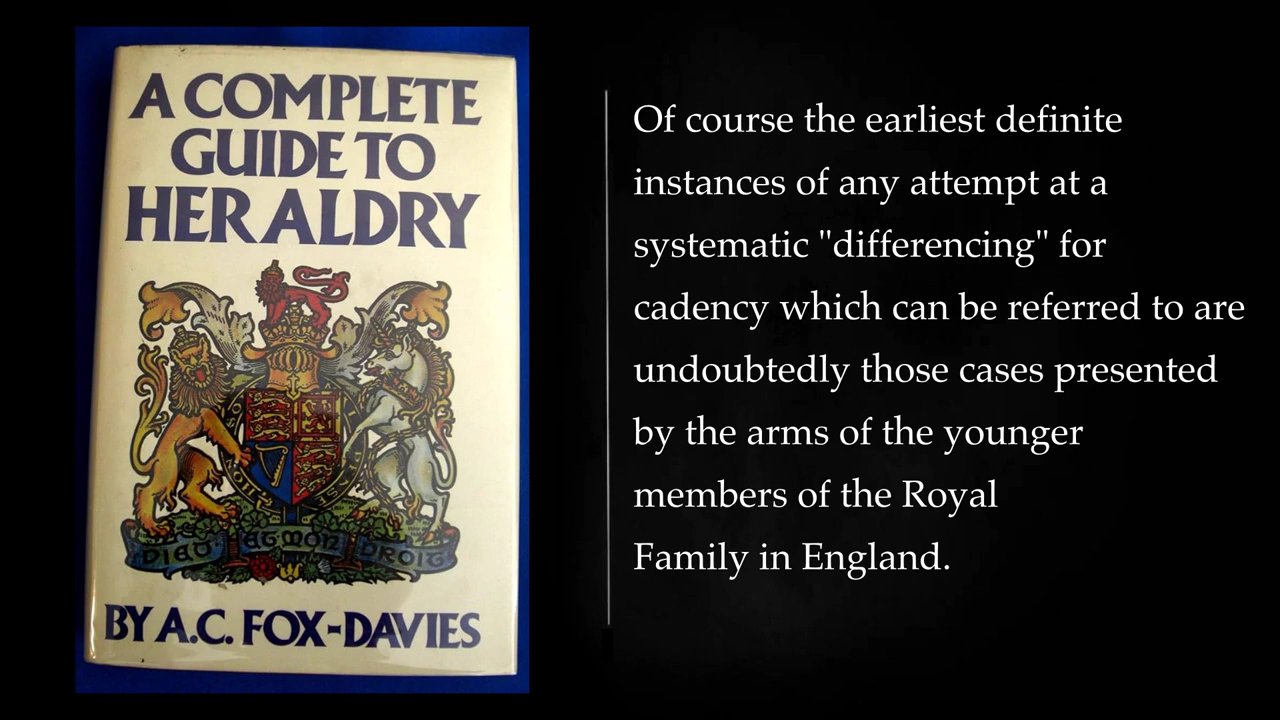 A COMPLETE
GUIDE TO
HERALDRY
DIEU ET MON DROIT
BY A.C. FOX-DAVIES
Of course the earliest definite
instances of any attempt at a
systematic "differencing" for
cadency which can be referred to are
undoubtedly those cases presented
by the arms of the younger
members of the Royal
Family in England.